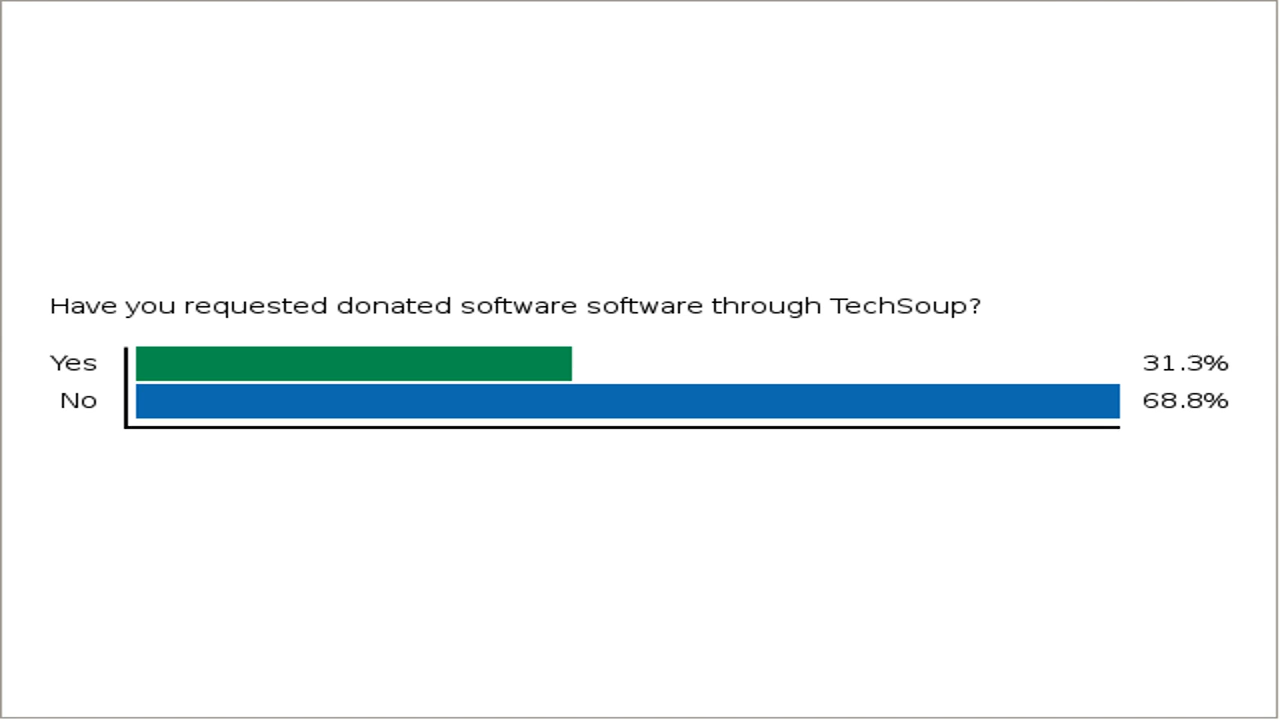 Have you requested donated software software through TechSoup?
Yes 31.3%
No 68.8%